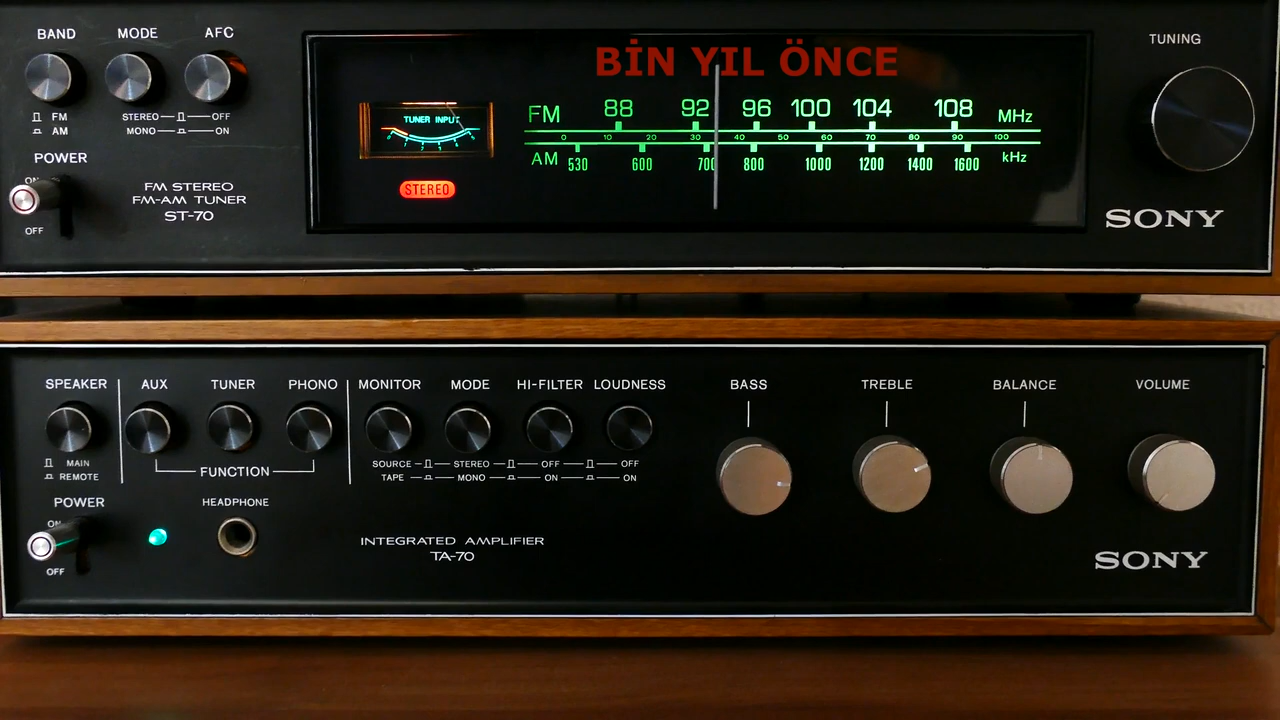 BAND MODE AFC
BİN YIL ÖNCE
TUNING
FM 88 92 96 100 104 108 MHz
TUNER INPUT
FM STEREO OFF
AM MONO ON
0 10 20 30 40 50 60 70 80 90 100
AM 530 600 700 800 1000 1200 1400 1600 kHz
POWER
ON
STEREO
FM STEREO
FM-AM TUNER
ST-70
OFF
SONY
SPEAKER AUX TUNER PHONO MONITOR MODE HI-FILTER LOUDNESS BASS TREBLE BALANCE VOLUME
MAIN SOURCE STEREO OFF OFF
REMOTE FUNCTION TAPE MONO ON ON
POWER HEADPHONE
ON
INTEGRATED AMPLIFIER
TA-70
OFF
SONY